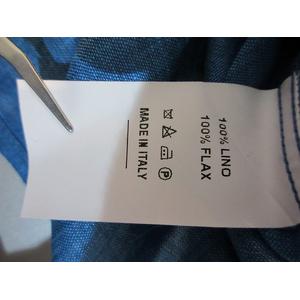 100% LINO
100% FLAX
P
MADE IN ITALY